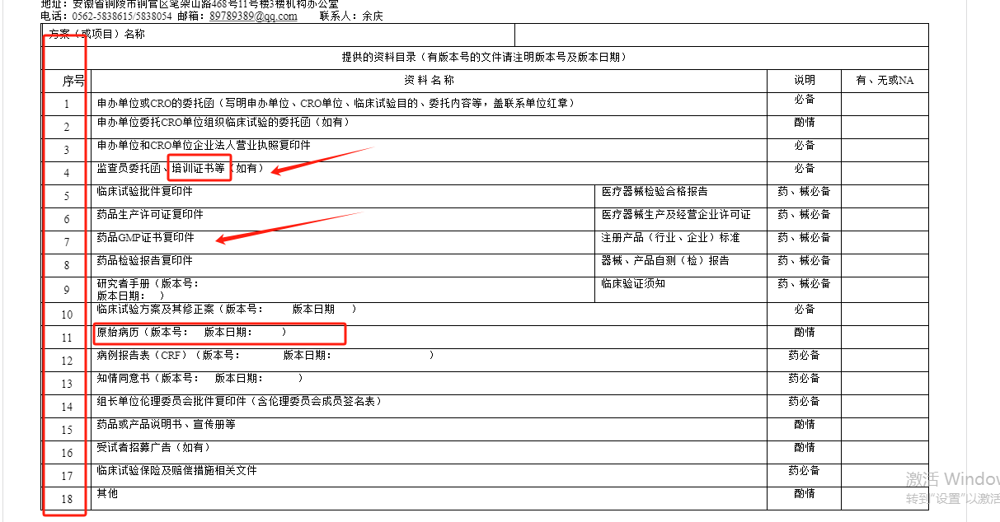 地址：安徽省铜陵市铜官区笔架山路468号11号楼3楼机构办公室
电话：0562-5838615/5838054 邮箱：89789389@qq.com 联系人：余庆
方案（或项目）名称
提供的资料目录（有版本号的文件请注明版本号及版本日期）
序号 资 料 名 称 说明 有、无或NA
1 申办单位或CRO的委托函（写明申办单位、CRO单位、临床试验目的、委托内容等，盖联系单位红章） 必备
2 申办单位委托CRO单位组织临床试验的委托函（如有） 酌情
3 申办单位和CRO单位企业法人营业执照复印件 必备
4 监查员委托函、培训证书等（如有） 必备
5 临床试验批件复印件 医疗器械检验合格报告 药、械必备
6 药品生产许可证复印件 医疗器械生产及经营企业许可证 药、械必备
7 药品GMP证书复印件 注册产品（行业、企业）标准 药、械必备
8 药品检验报告复印件 器械、产品自测（检）报告 药、械必备
9 研究者手册（版本号： 临床验证须知 药、械必备
版本日期： ）
10 临床试验方案及其修正案（版本号： 版本日期 ） 必备
11 原始病历（版本号： 版本日期： ） 酌情
12 病例报告表（CRF）（版本号： 版本日期： ） 药必备
13 知情同意书（版本号： 版本日期： ） 药必备
14 组长单位伦理委员会批件复印件（含伦理委员会成员签名表） 药必备
15 药品或产品说明书、宣传册等 酌情
16 受试者招募广告（如有） 酌情
17 临床试验保险及赔偿措施相关文件 药必备
18 其他 酌情
激活 Windows
转到"设置"以激活